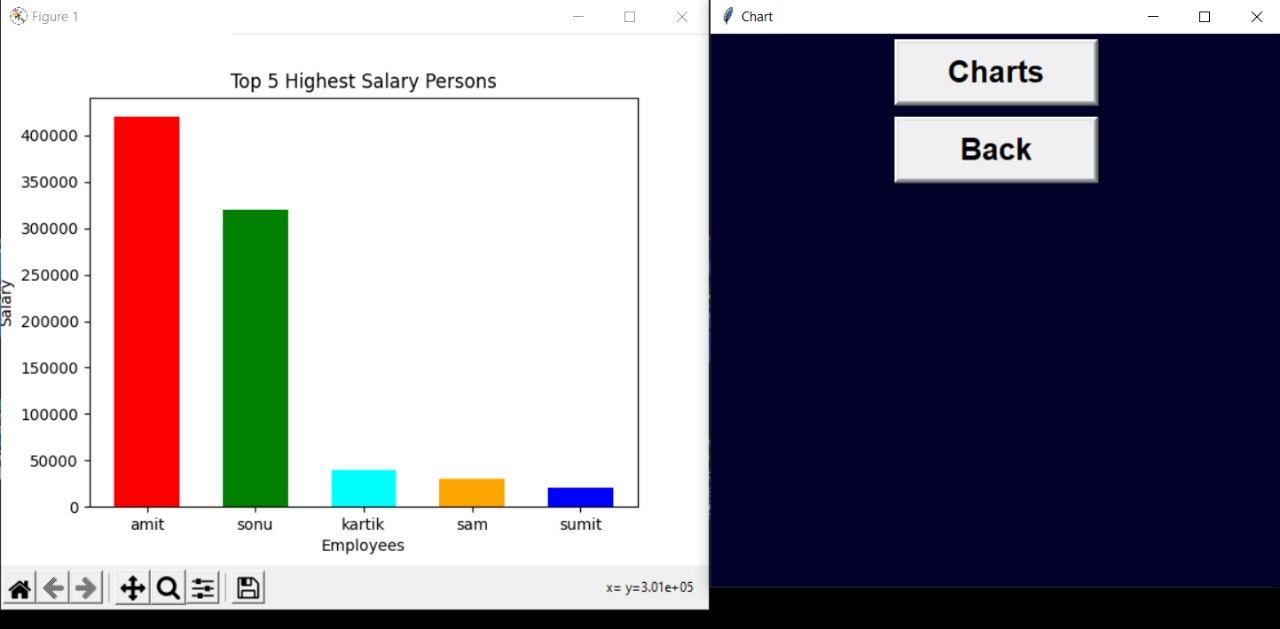 Figure 1
Top 5 Highest Salary Persons
400000
350000
300000
250000
200000
150000
100000
50000
0
Salary
amit sonu kartik sam sumit
Employees
x= y=3.01e+05
Chart
Charts
Back